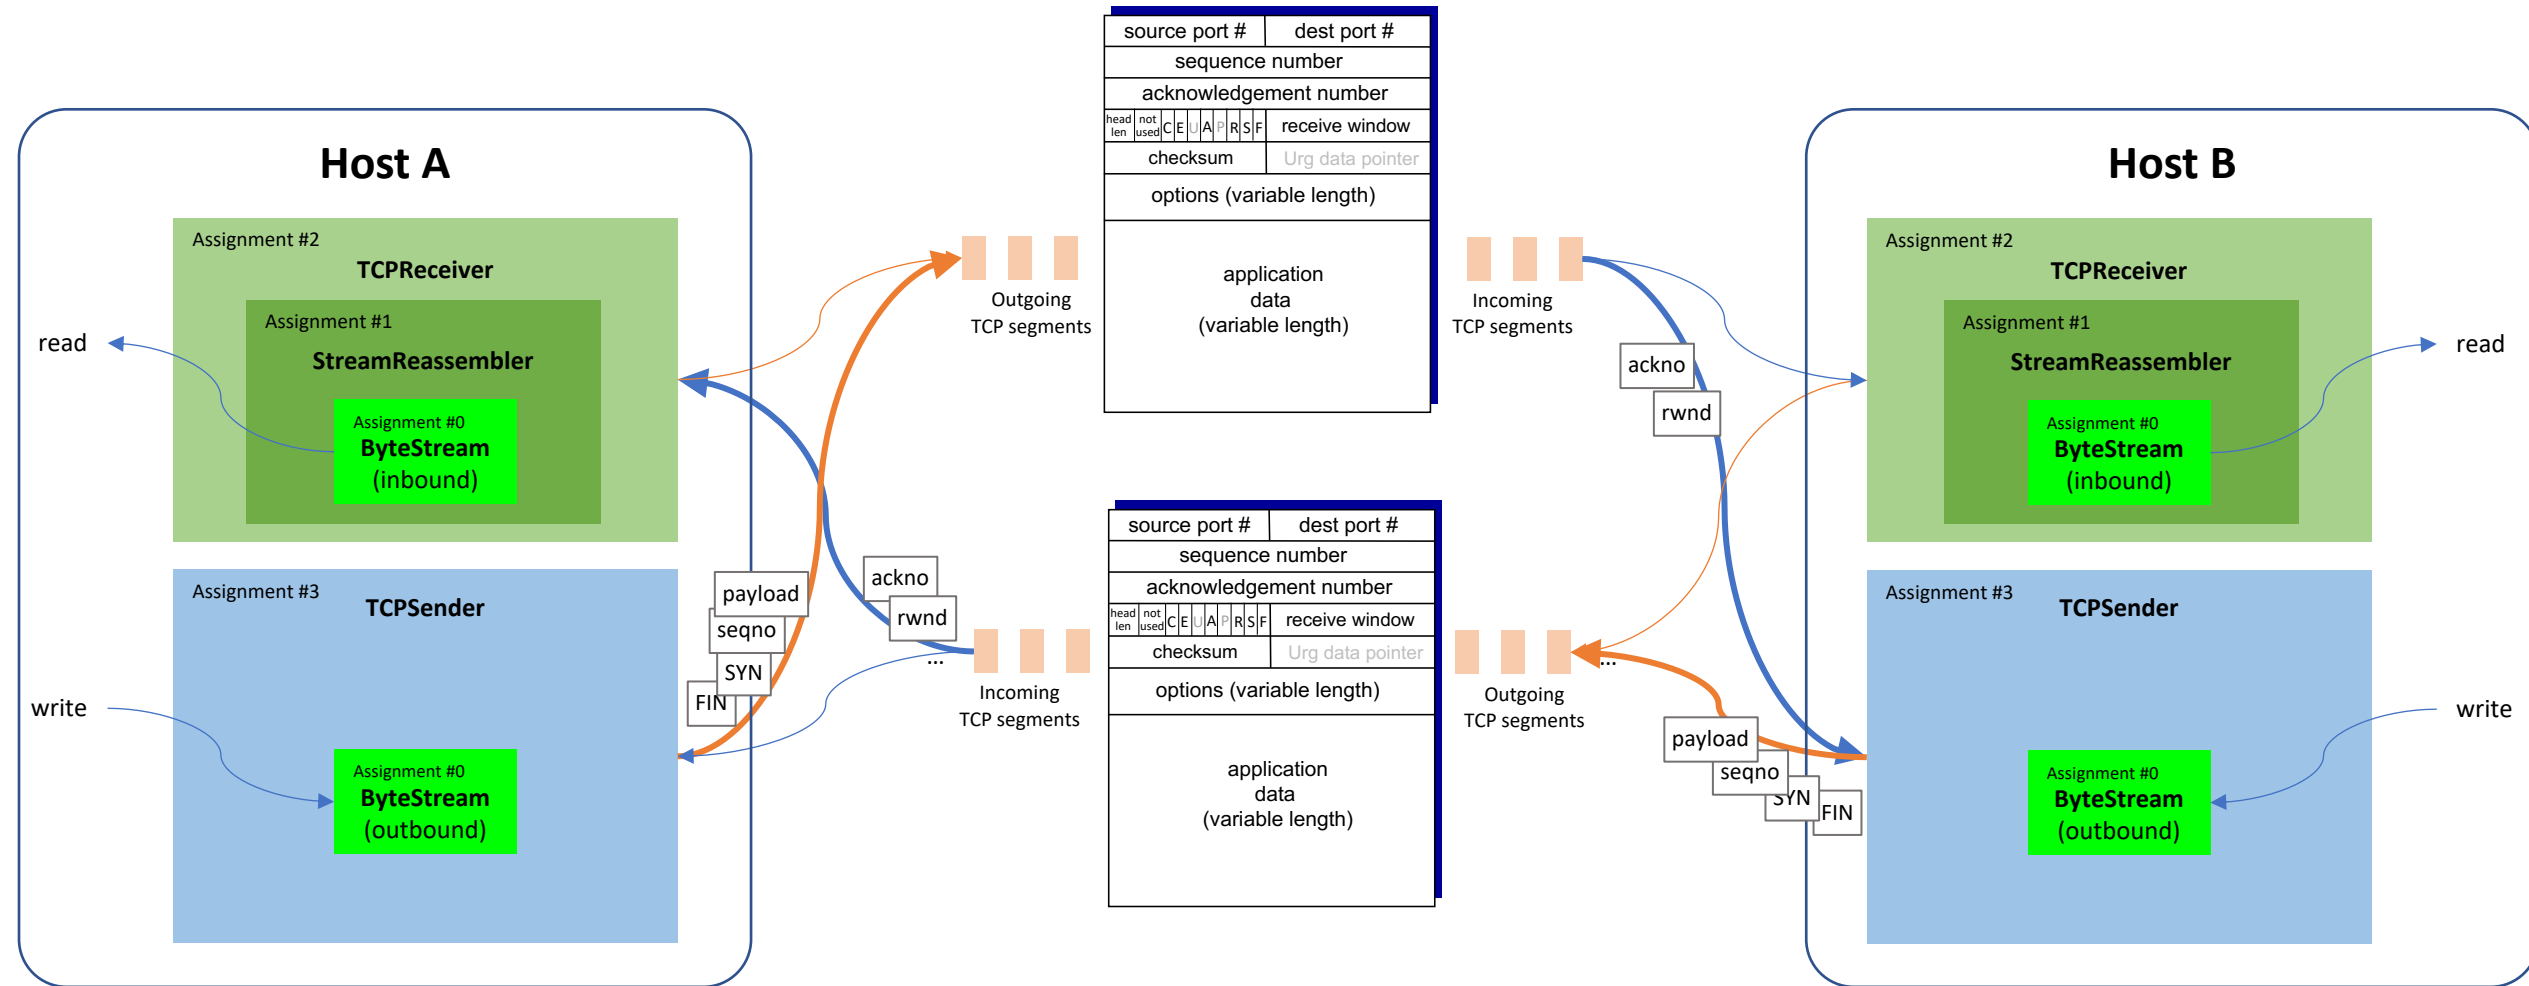 Host A
Assignment #2
TCPReceiver
Assignment #1
StreamReassembler
Assignment #0
ByteStream
(inbound)
read
Assignment #3
TCPSender
write
Assignment #0
ByteStream
(outbound)
payload
seqno
SYN
FIN
ackno
rwnd
...
Outgoing
TCP segments
Incoming
TCP segments
source port # dest port #
sequence number
acknowledgement number
head len not used C E U A P R S F receive window
checksum Urg data pointer
options (variable length)
application
data
(variable length)
source port # dest port #
sequence number
acknowledgement number
head len not used C E U A P R S F receive window
checksum Urg data pointer
options (variable length)
application
data
(variable length)
Incoming
TCP segments
ackno
rwnd
Outgoing
TCP segments
...
payload
seqno
SYN
FIN
Host B
Assignment #2
TCPReceiver
Assignment #1
StreamReassembler
Assignment #0
ByteStream
(inbound)
read
Assignment #3
TCPSender
write
Assignment #0
ByteStream
(outbound)